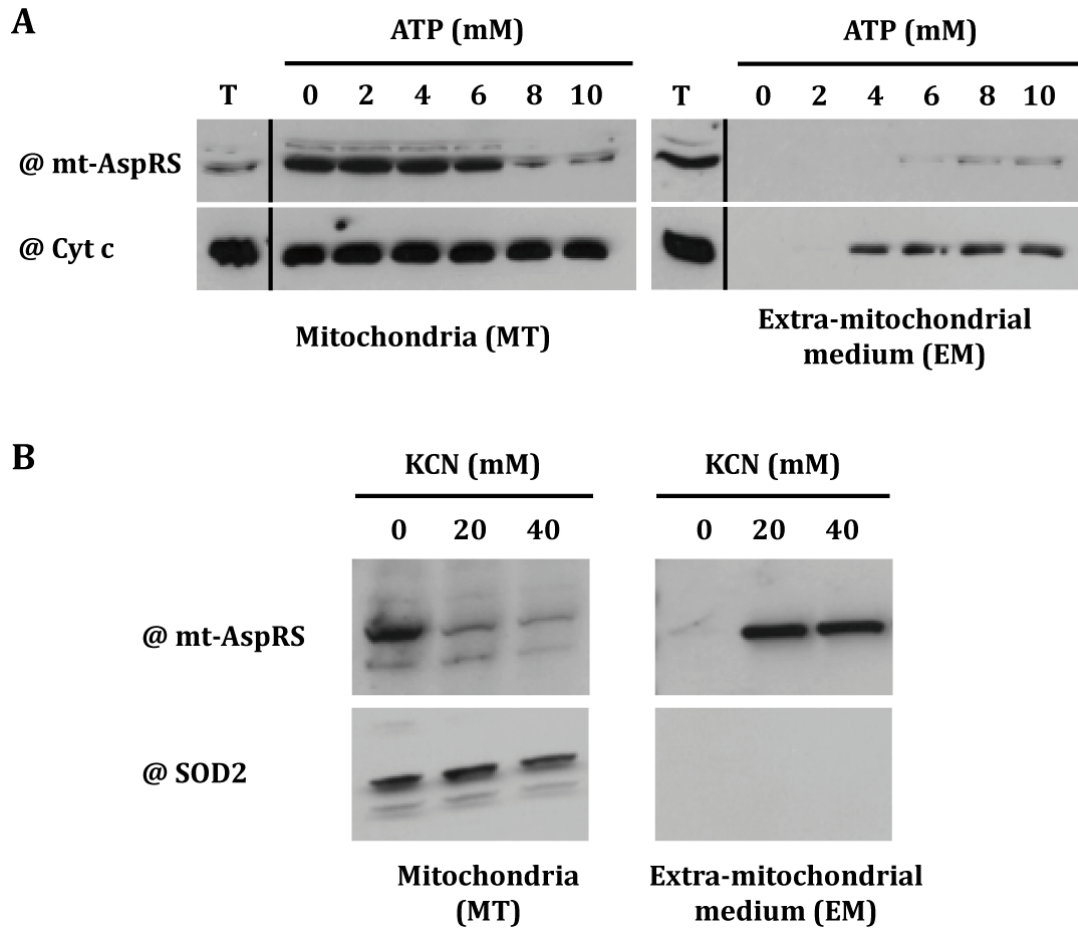 A
ATP (mM)
ATP (mM)
T 0 2 4 6 8 10
T 0 2 4 6 8 10
@ mt-AspRS
@ Cyt c
Mitochondria (MT)
Extra-mitochondrial
medium (EM)
B
KCN (mM)
KCN (mM)
0 20 40
0 20 40
@ mt-AspRS
@ SOD2
Mitochondria
(MT)
Extra-mitochondrial
medium (EM)